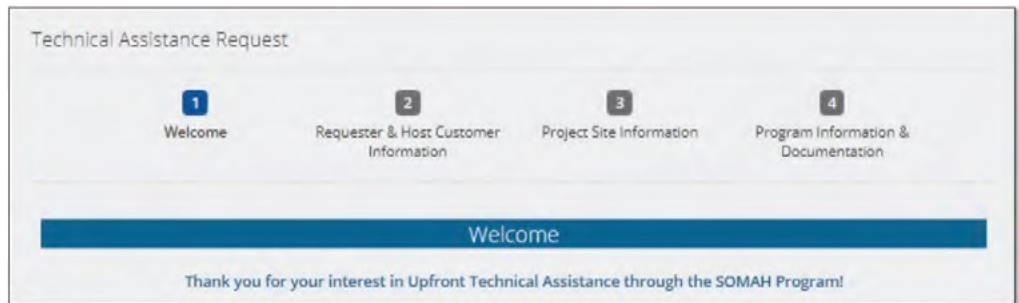 Technical Assistance Request
1
2
3
4
Welcome
Requester & Host Customer
Information
Project Site Information
Program Information &
Documentation
Welcome
Thank you for your interest in Upfront Technical Assistance through the SOMAH Program!